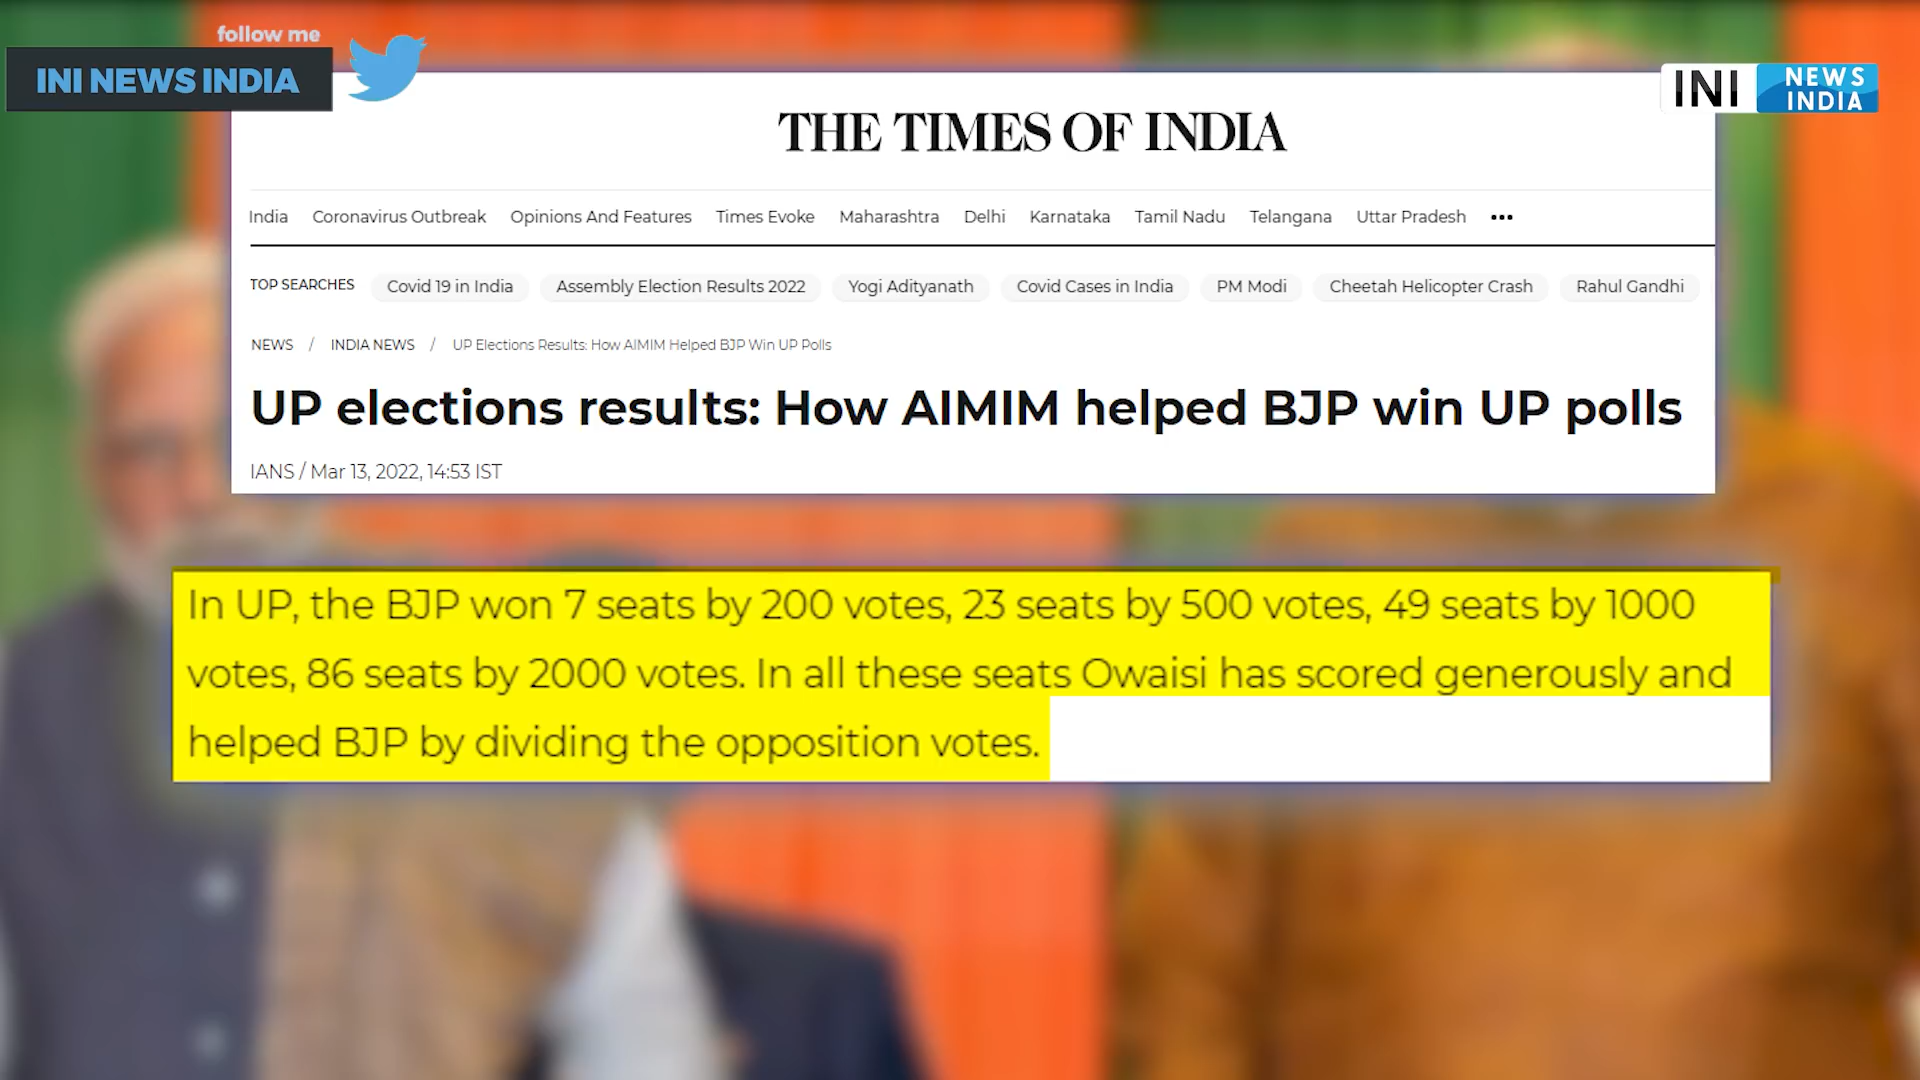 follow me
INI NEWS INDIA
INI NEWS INDIA
THE TIMES OF INDIA
India Coronavirus Outbreak Opinions And Features Times Evoke Maharashtra Delhi Karnataka Tamil Nadu Telangana Uttar Pradesh •••
TOP SEARCHES Covid 19 in India Assembly Election Results 2022 Yogi Adityanath Covid Cases in India PM Modi Cheetah Helicopter Crash Rahul Gandhi
NEWS / INDIA NEWS / UP Elections Results: How AIMIM Helped BJP Win UP Polls
UP elections results: How AIMIM helped BJP win UP polls
IANS / Mar 13, 2022, 14:53 IST
In UP, the BJP won 7 seats by 200 votes, 23 seats by 500 votes, 49 seats by 1000
votes, 86 seats by 2000 votes. In all these seats Owaisi has scored generously and
helped BJP by dividing the opposition votes.